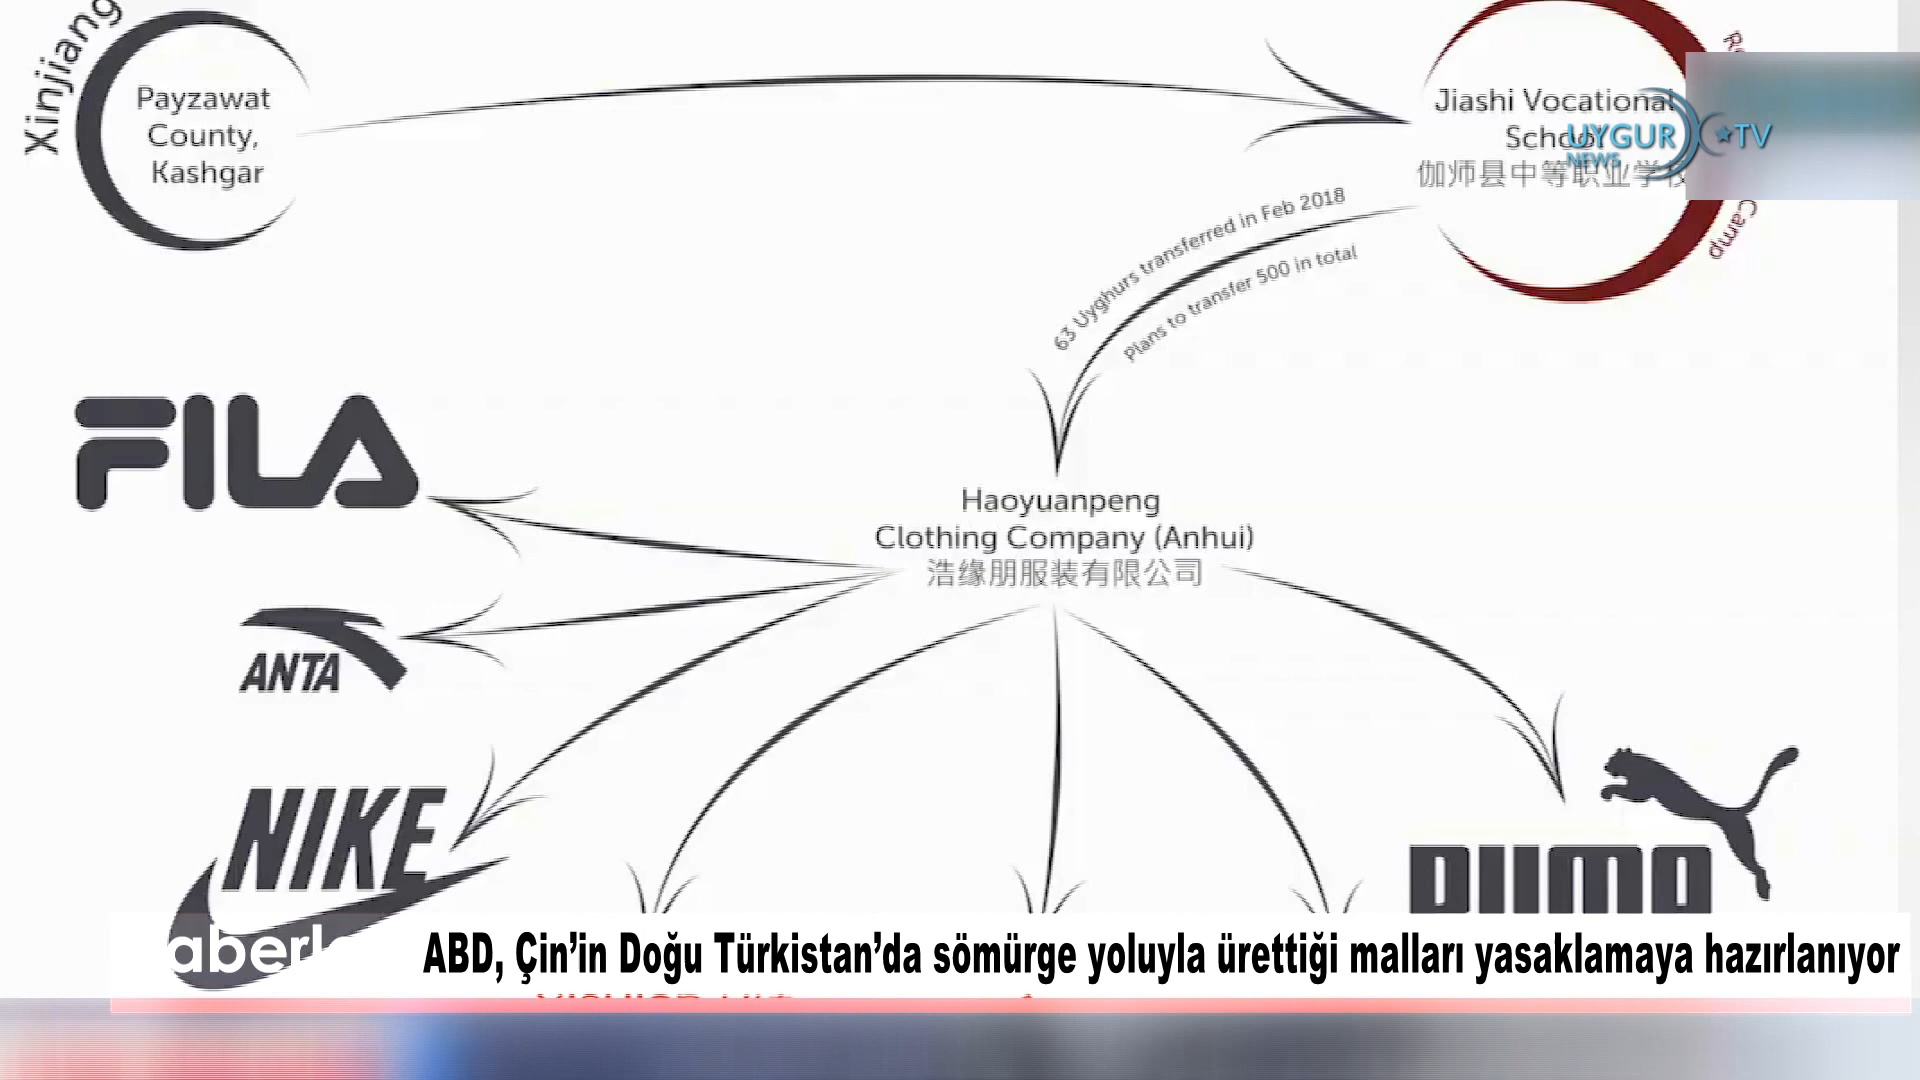 Xinjiang
Payzawat
County,
Kashgar
Jiashi Vocational
School
伽师县中等职业学校
UYGUR TV
NEWS
Camp
63 Uyghurs transferred in Feb 2018
Plans to transfer 500 in total
FILA
Haoyuanpeng
Clothing Company (Anhui)
浩缘朋服装有限公司
ANTA
NIKE
PUMA
ABD, Çin’in Doğu Türkistan’da sömürge yoluyla ürettiği malları yasaklamaya hazırlanıyor